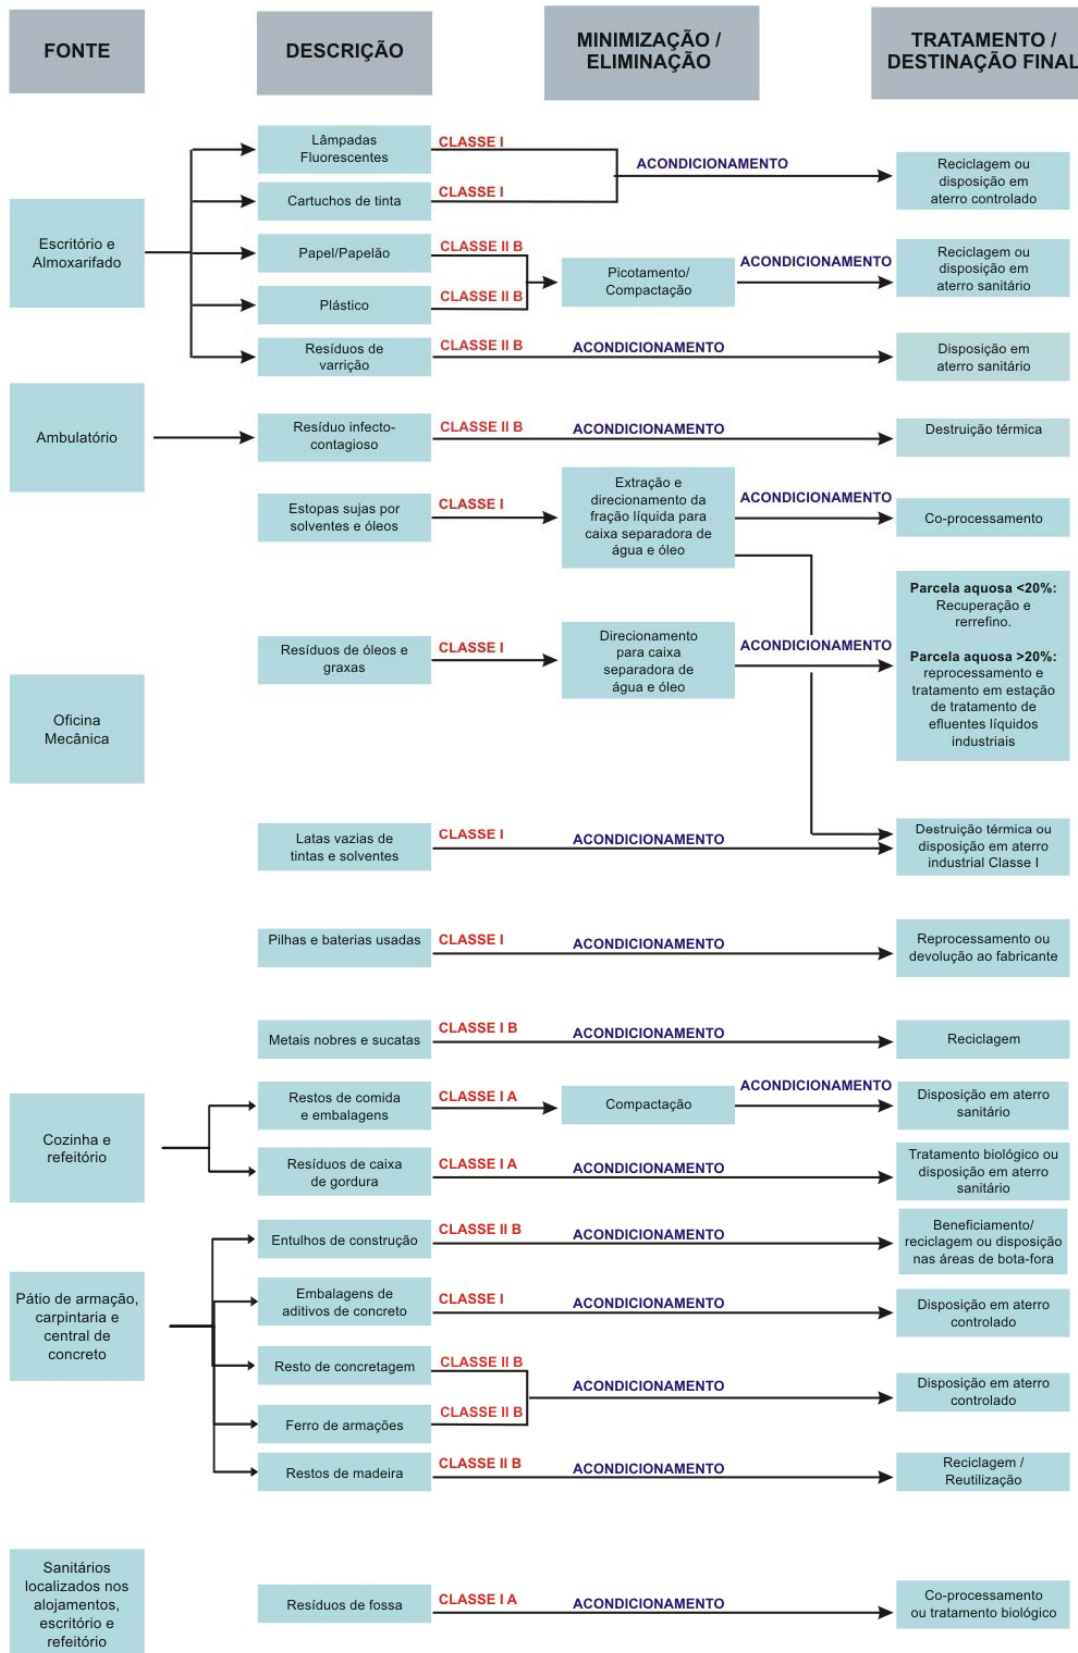 FONTE
DESCRIÇÃO
MINIMIZAÇÃO /
ELIMINAÇÃO
TRATAMENTO /
DESTINAÇÃO FINAL
Escritório e
Almoxarifado
Lâmpadas
Fluorescentes
CLASSE I
Cartuchos de tinta
CLASSE I
ACONDICIONAMENTO
Reciclagem ou
disposição em
aterro controlado
Papel/Papelão
CLASSE II B
Plástico
CLASSE II B
Picotamento/
Compactação
ACONDICIONAMENTO
Reciclagem ou
disposição em
aterro sanitário
Resíduos de
varrição
CLASSE II B
ACONDICIONAMENTO
Disposição em
aterro sanitário
Ambulatório
Resíduo infecto-
contagioso
CLASSE II B
ACONDICIONAMENTO
Destruição térmica
Oficina
Mecânica
Estopas sujas por
solventes e óleos
CLASSE I
Extração e
direcionamento da
fração líquida para
caixa separadora de
água e óleo
ACONDICIONAMENTO
Co-processamento
Resíduos de óleos e
graxas
CLASSE I
Direcionamento
para caixa
separadora de
água e óleo
ACONDICIONAMENTO
Parcela aquosa <20%:
Recuperação e
rerrefino.
Parcela aquosa >20%:
reprocessamento e
tratamento em estação
de tratamento de
efluentes líquidos
industriais
Latas vazias de
tintas e solventes
CLASSE I
ACONDICIONAMENTO
Destruição térmica ou
disposição em aterro
industrial Classe I
Pilhas e baterias usadas
CLASSE I
ACONDICIONAMENTO
Reprocessamento ou
devolução ao fabricante
Metais nobres e sucatas
CLASSE I B
ACONDICIONAMENTO
Reciclagem
Cozinha e
refeitório
Restos de comida
e embalagens
CLASSE I A
Compactação
ACONDICIONAMENTO
Disposição em aterro
sanitário
Resíduos de caixa
de gordura
CLASSE I A
ACONDICIONAMENTO
Tratamento biológico ou
disposição em aterro
sanitário
Pátio de armação,
carpintaria e
central de
concreto
Entulhos de construção
CLASSE II B
ACONDICIONAMENTO
Beneficiamento/
reciclagem ou disposição
nas áreas de bota-fora
Embalagens de
aditivos de concreto
CLASSE I
ACONDICIONAMENTO
Disposição em aterro
controlado
Resto de concretagem
CLASSE II B
Ferro de armações
CLASSE II B
ACONDICIONAMENTO
Disposição em aterro
controlado
Restos de madeira
CLASSE II B
ACONDICIONAMENTO
Reciclagem /
Reutilização
Sanitários
localizados nos
alojamentos,
escritório e
refeitório
Resíduos de fossa
CLASSE I A
ACONDICIONAMENTO
Co-processamento
ou tratamento biológico